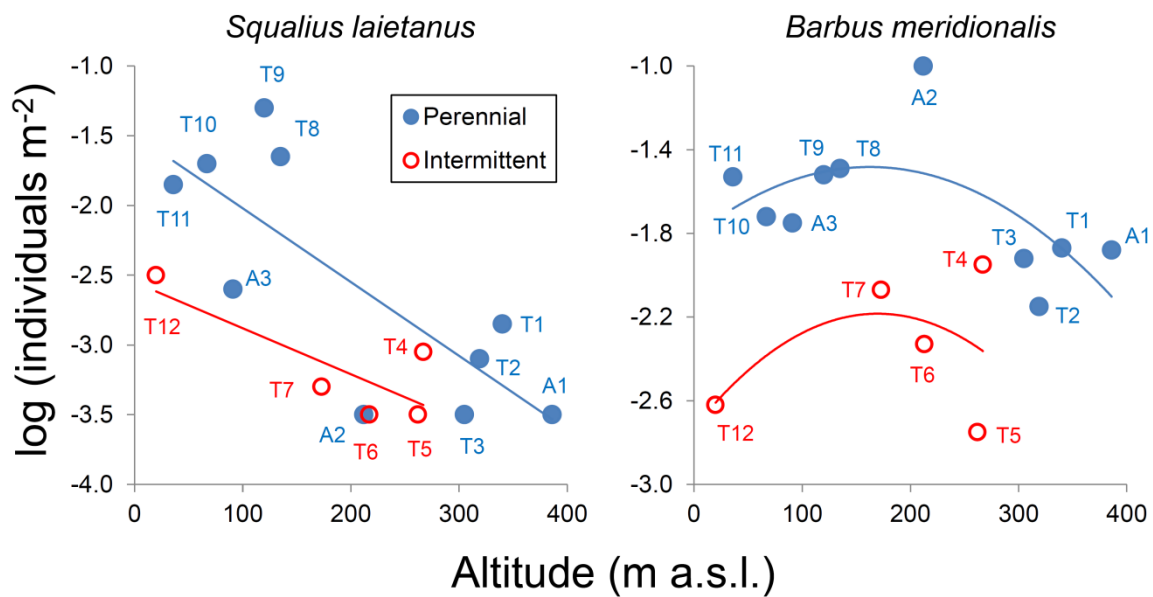 Squalius laietanus
Barbus meridionalis
log (individuals m-2)
-1.0
-1.5
-2.0
-2.5
-3.0
-3.5
-4.0
0
100
200
300
400
T9
T8
T10
T11
A3
T12
T7
T4
A2
T6
T5
T3
T2
T1
A1
Perennial
Intermittent
-1.0
-1.4
-1.8
-2.2
-2.6
-3.0
0
100
200
300
400
A2
T11
T9
T8
T10
A3
T3
T1
A1
T2
T4
T7
T6
T12
T5
Altitude (m a.s.l.)